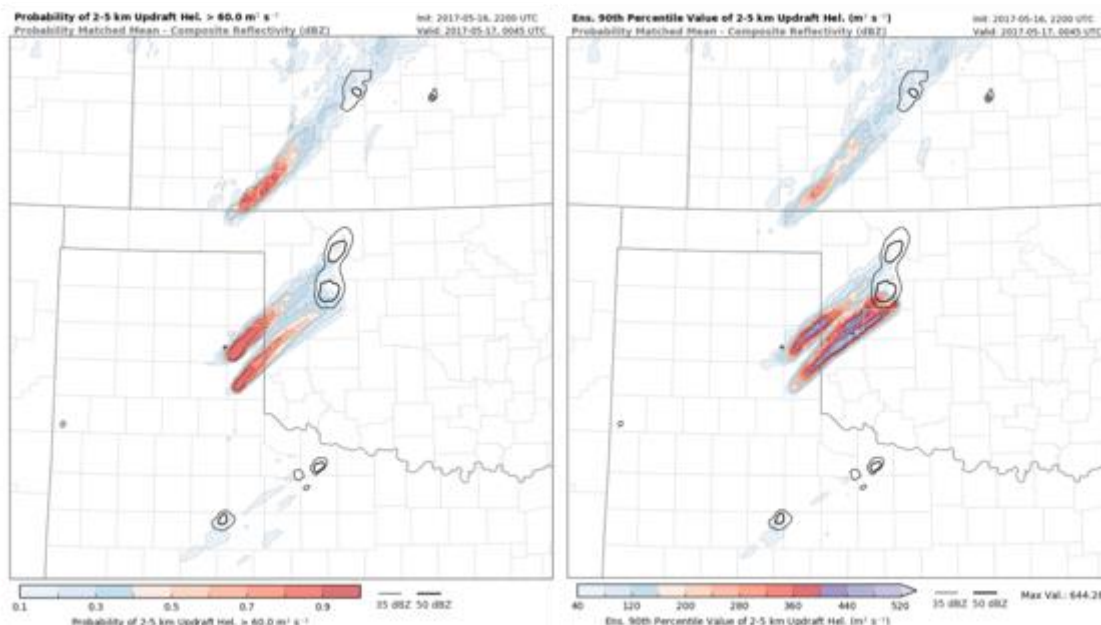 Probability of 2-5 km Updraft Hel. > 60.0 m² s⁻²
Init: 2017-05-16, 2200 UTC
Probability Matched Mean - Composite Reflectivity (dBZ)
Valid: 2017-05-17, 0045 UTC
0.1 0.3 0.5 0.7 0.9
35 dBZ 50 dBZ
Probability of 2-5 km Updraft Hel. > 60.0 m² s⁻²
Ens. 90th Percentile Value of 2-5 km Updraft Hel. (m² s⁻²)
Init: 2017-05-16, 2200 UTC
Probability Matched Mean - Composite Reflectivity (dBZ)
Valid: 2017-05-17, 0045 UTC
40 120 200 280 360 440 520
35 dBZ 50 dBZ
Max Val.: 644.28
Ens. 90th Percentile Value of 2-5 km Updraft Hel. (m² s⁻²)